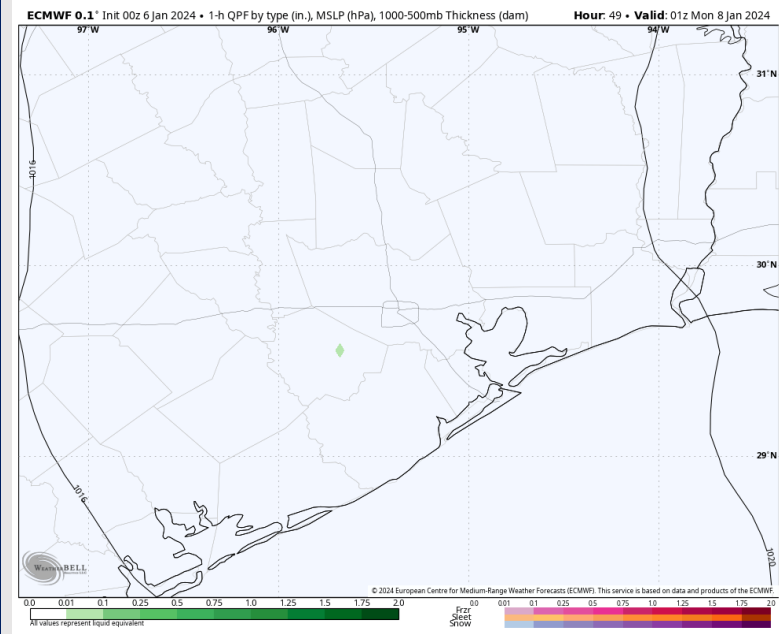 ECMWF 0.1° Init 00z 6 Jan 2024 • 1-h QPF by type (in.), MSLP (hPa), 1000-500mb Thickness (dam) Hour: 49 • Valid: 01z Mon 8 Jan 2024
97°W 96°W 95°W 94°W
31°N
1016
30°N
29°N
1016
1020
WEATHERBELL
© 2024 European Centre for Medium-Range Weather Forecasts (ECMWF). This service is based on data and products of the ECMWF.
0.0 0.01 0.1 0.25 0.5 0.75 1.0 1.25 1.5 1.75 2.0
All values represent liquid equivalent
0.0 0.01 0.1 0.25 0.5 0.75 1.0 1.25 1.5 1.75 2.0
Frzr
Sleet
Snow